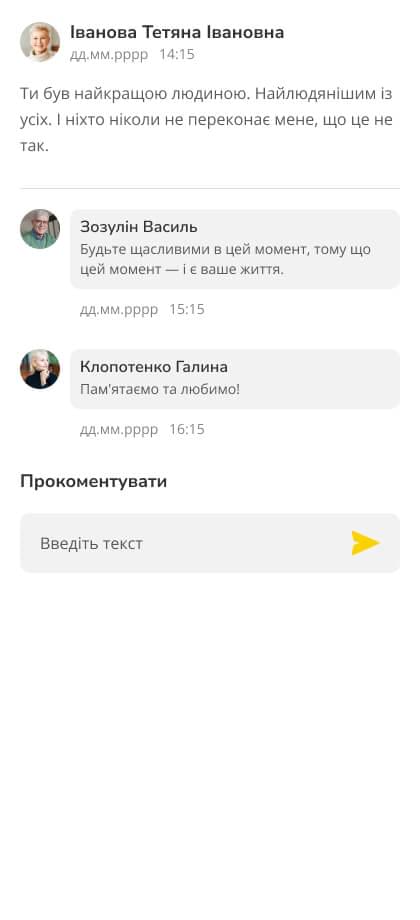 Іванова Тетяна Івановна
дд.мм.рррр 14:15
Ти був найкращою людиною. Найлюдянішим із
усіх. І ніхто ніколи не переконає мене, що це не
так.
Зозулін Василь
Будьте щасливими в цей момент, тому що
цей момент — і є ваше життя.
дд.мм.рррр 15:15
Клопотенко Галина
Пам'ятаємо та любимо!
дд.мм.рррр 16:15
Прокоментувати
Введіть текст